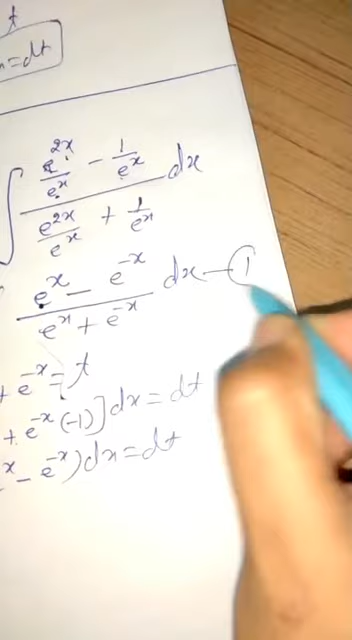 t
n=dt
∫ (e^2x/e^x - 1/e^x)/(e^2x/e^x + 1/e^x) dx
(e^x - e^-x)/(e^x + e^-x) dx - ①
+ e^-x = t
+ e^-x (-1)] dx = dt
x - e^-x) dx = dt